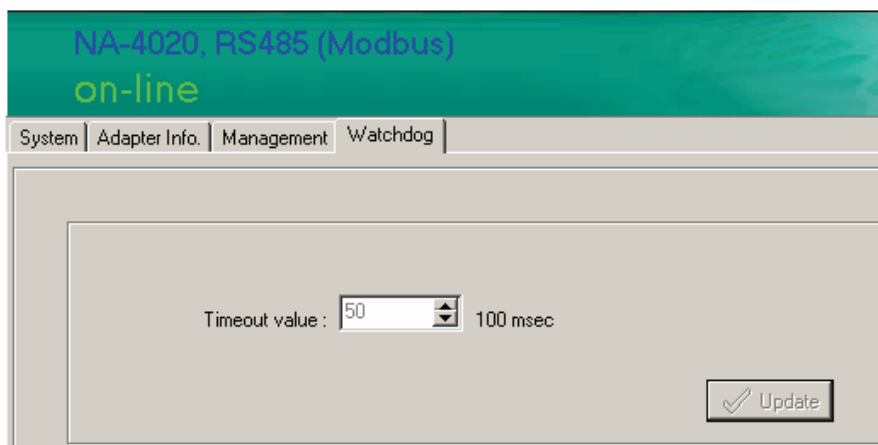 NA-4020, RS485 (Modbus)
on-line
System Adapter Info. Management Watchdog
Timeout value : 50 100 msec
Update